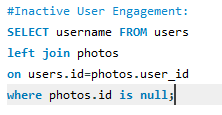 #Inactive User Engagement:
SELECT username FROM users
left join photos
on users.id=photos.user_id
where photos.id is null;